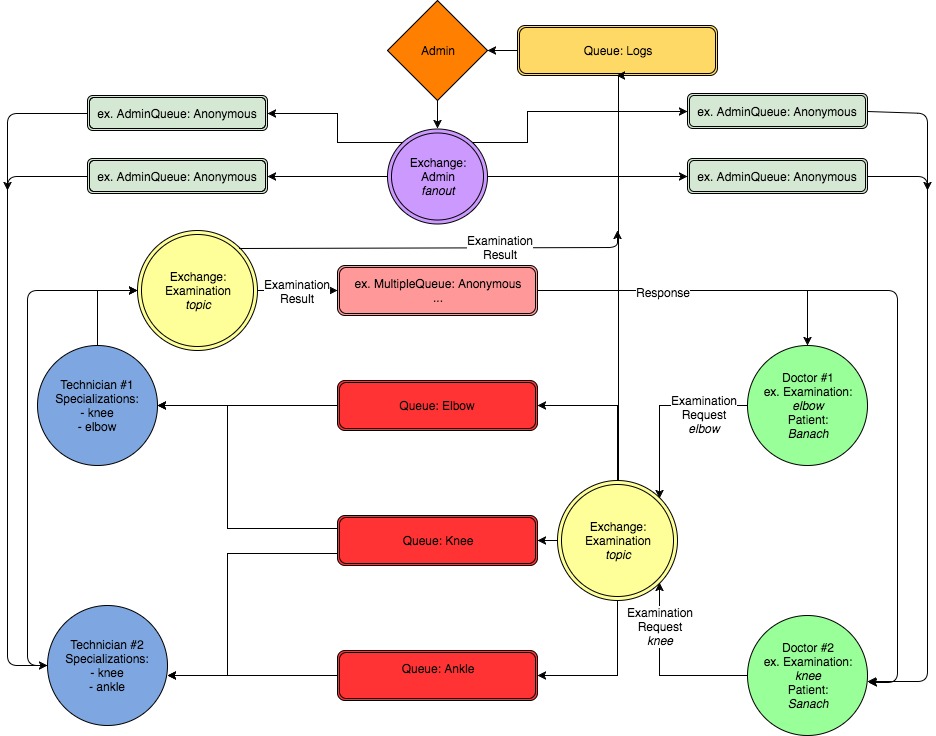 Admin
Queue: Logs
ex. AdminQueue: Anonymous
ex. AdminQueue: Anonymous
ex. AdminQueue: Anonymous
Exchange:
Admin
fanout
ex. AdminQueue: Anonymous
Examination
Result
Exchange:
Examination
topic
Examination
Result
ex. MultipleQueue: Anonymous
...
Response
Technician #1
Specializations:
- knee
- elbow
Queue: Elbow
Examination
Request
elbow
Doctor #1
ex. Examination:
elbow
Patient:
Banach
Queue: Knee
Exchange:
Examination
topic
Examination
Request
knee
Technician #2
Specializations:
- knee
- ankle
Queue: Ankle
Doctor #2
ex. Examination:
knee
Patient:
Sanach